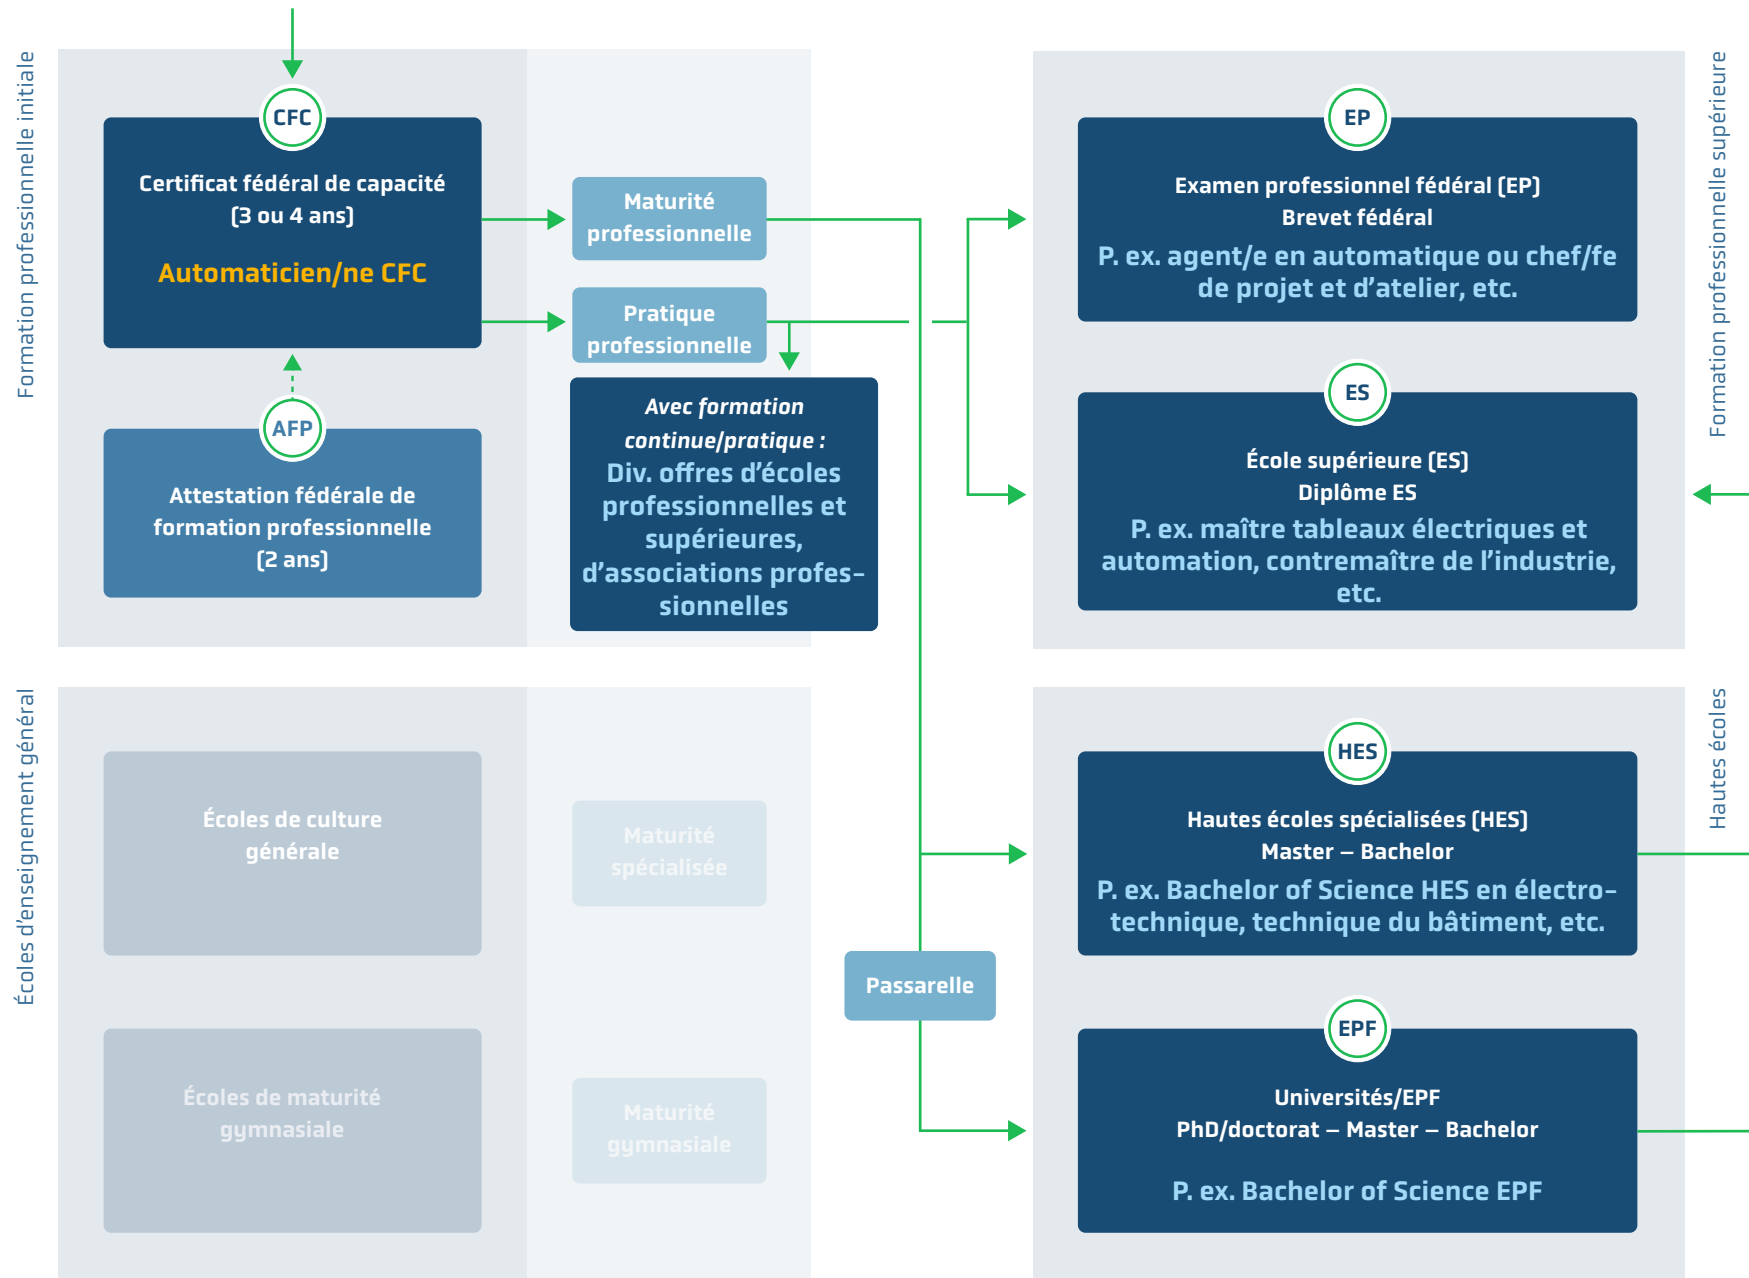 Formation professionnelle initiale
CFC
Certificat fédéral de capacité
(3 ou 4 ans)
Automaticien/ne CFC
AFP
Attestation fédérale de
formation professionnelle
(2 ans)
Maturité
professionnelle
Pratique
professionnelle
Avec formation
continue/pratique :
Div. offres d’écoles
professionnelles et
supérieures,
d’associations profes–
sionnelles
Formation professionnelle supérieure
EP
Examen professionnel fédéral (EP)
Brevet fédéral
P. ex. agent/e en automatique ou chef/fe
de projet et d’atelier, etc.
ES
École supérieure (ES)
Diplôme ES
P. ex. maître tableaux électriques et
automation, contremaître de l’industrie,
etc.
Écoles d’enseignement général
Écoles de culture
générale
Maturité
spécialisée
Écoles de maturité
gymnasiale
Maturité
gymnasiale
Passarelle
Hautes écoles
HES
Hautes écoles spécialisées (HES)
Master – Bachelor
P. ex. Bachelor of Science HES en électro–
technique, technique du bâtiment, etc.
EPF
Universités/EPF
PhD/doctorat – Master – Bachelor
P. ex. Bachelor of Science EPF